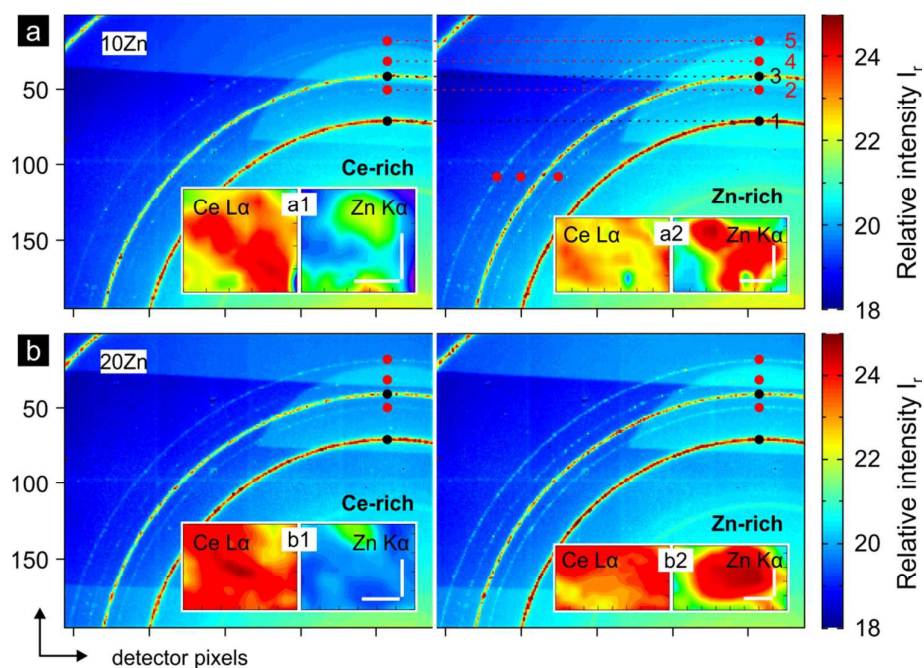 a
10Zn
50
100
150
Ce-rich
Ce Lα
a1
Zn Kα
5
4
3
2
1
Zn-rich
Ce Lα
a2
Zn Kα
24
22
20
18
Relative intensity Ir
b
20Zn
50
100
150
Ce-rich
Ce Lα
b1
Zn Kα
Zn-rich
Ce Lα
b2
Zn Kα
24
22
20
18
Relative intensity Ir
detector pixels